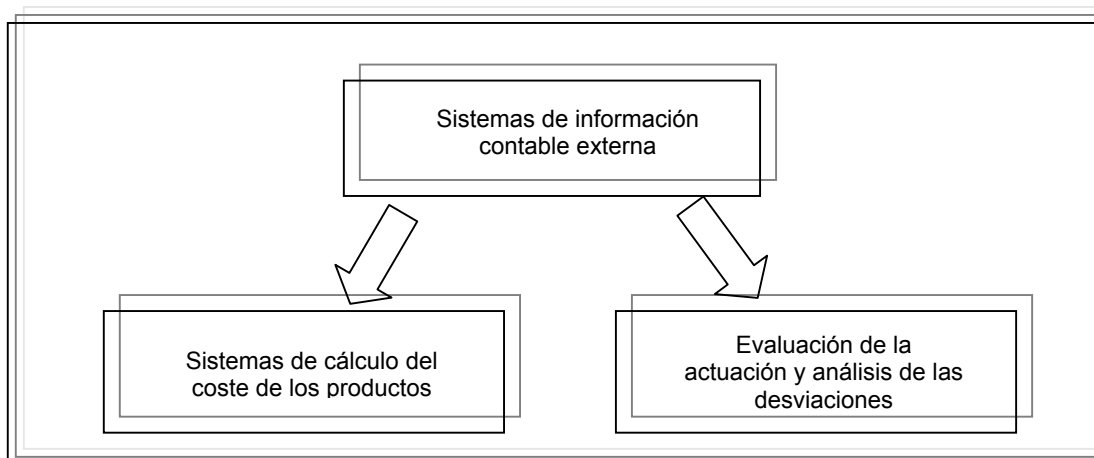 Sistemas de información
contable externa
Sistemas de cálculo del
coste de los productos
Evaluación de la
actuación y análisis de las
desviaciones